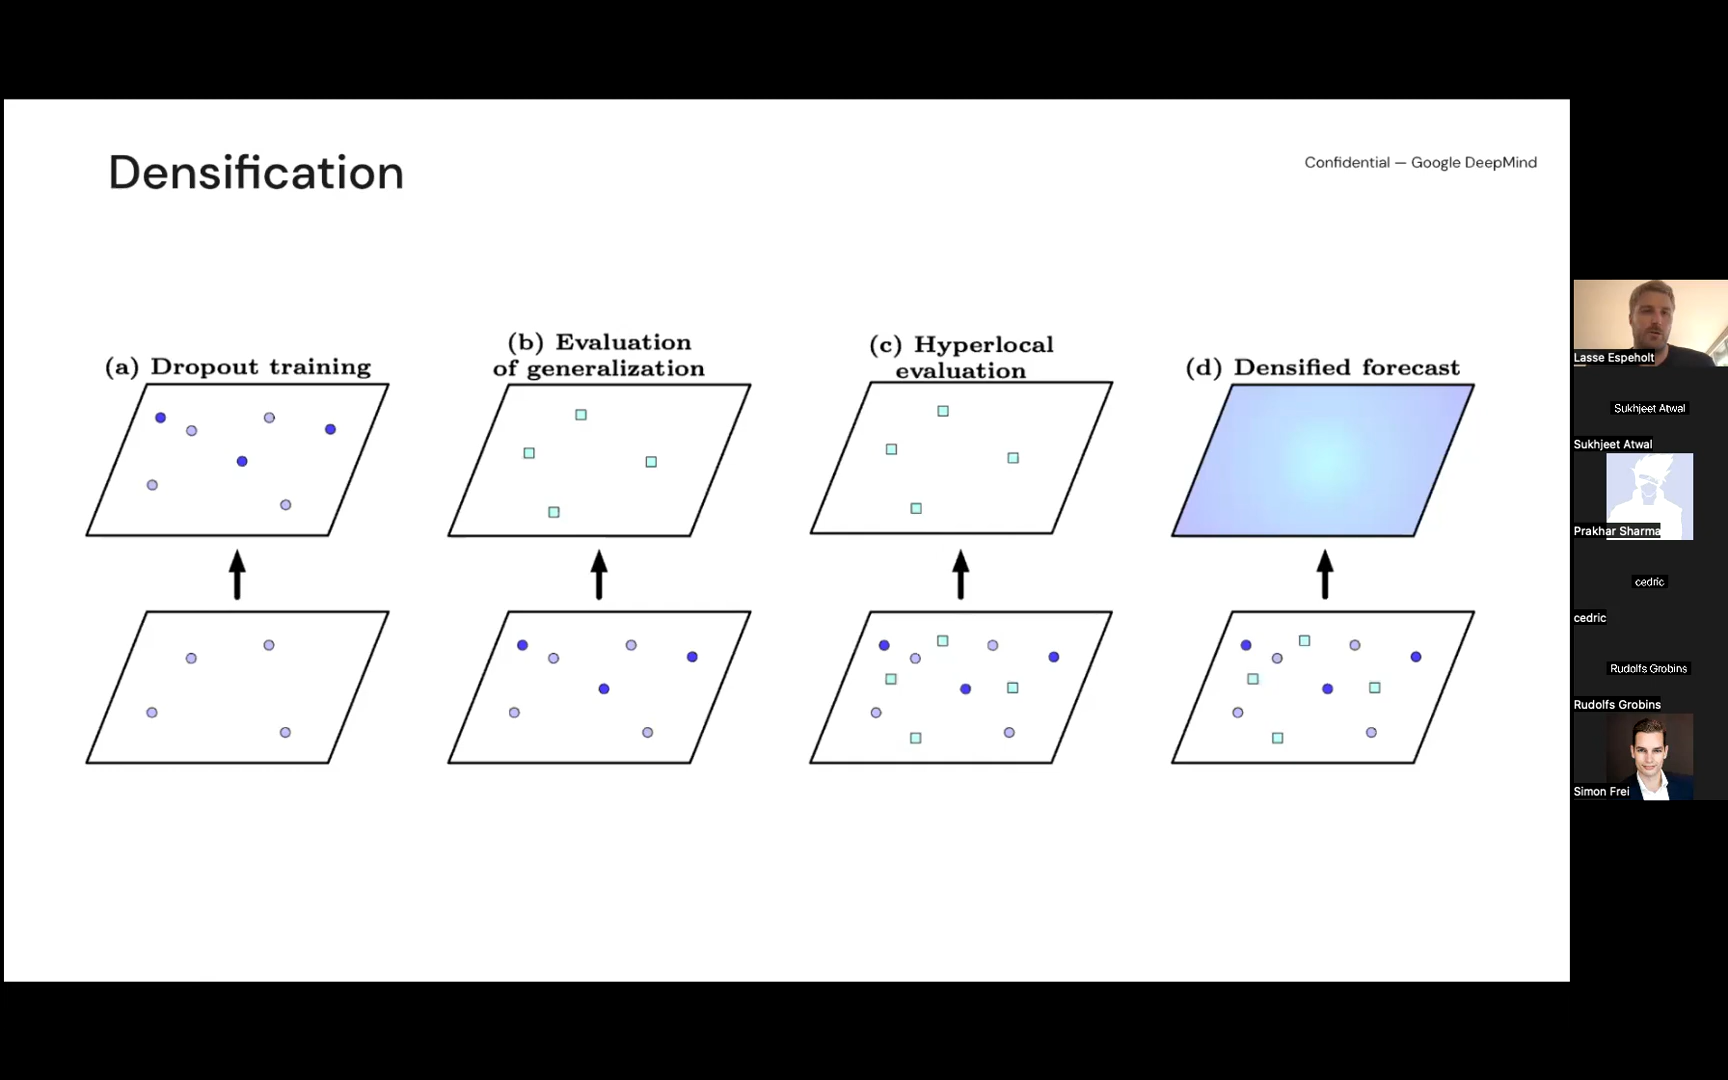 Densification
Confidential — Google DeepMind
(a) Dropout training
(b) Evaluation
of generalization
(c) Hyperlocal
evaluation
(d) Densified forecast
Lasse Espeholt
Sukhjeet Atwal
Sukhjeet Atwal
Prakhar Sharma
cedric
cedric
Rudolfs Grobins
Rudolfs Grobins
Simon Frei